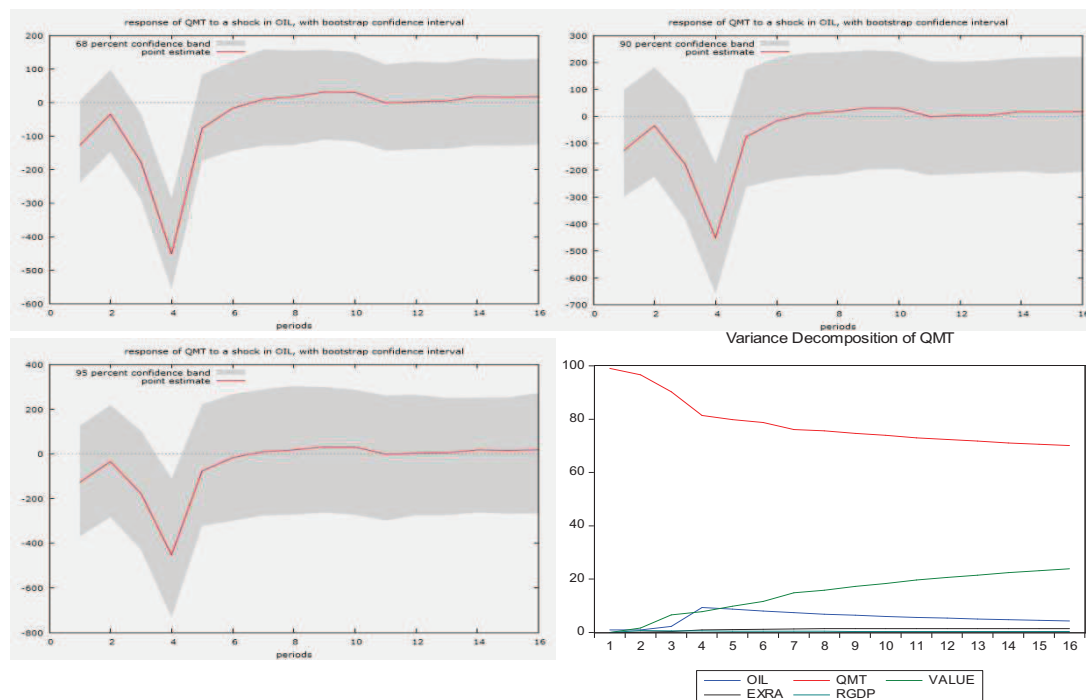 response of QMT to a shock in OIL, with bootstrap confidence interval
68 percent confidence band
point estimate
200
100
0
-100
-200
-300
-400
-500
-600
0 2 4 6 8 10 12 14 16
periods
response of QMT to a shock in OIL, with bootstrap confidence interval
90 percent confidence band
point estimate
300
200
100
0
-100
-200
-300
-400
-500
-600
-700
0 2 4 6 8 10 12 14 16
periods
response of QMT to a shock in OIL, with bootstrap confidence interval
95 percent confidence band
point estimate
400
200
0
-200
-400
-600
-800
0 2 4 6 8 10 12 14 16
periods
Variance Decomposition of QMT
100
80
60
40
20
0
1 2 3 4 5 6 7 8 9 10 11 12 13 14 15 16
OIL QMT VALUE
EXRA RGDP